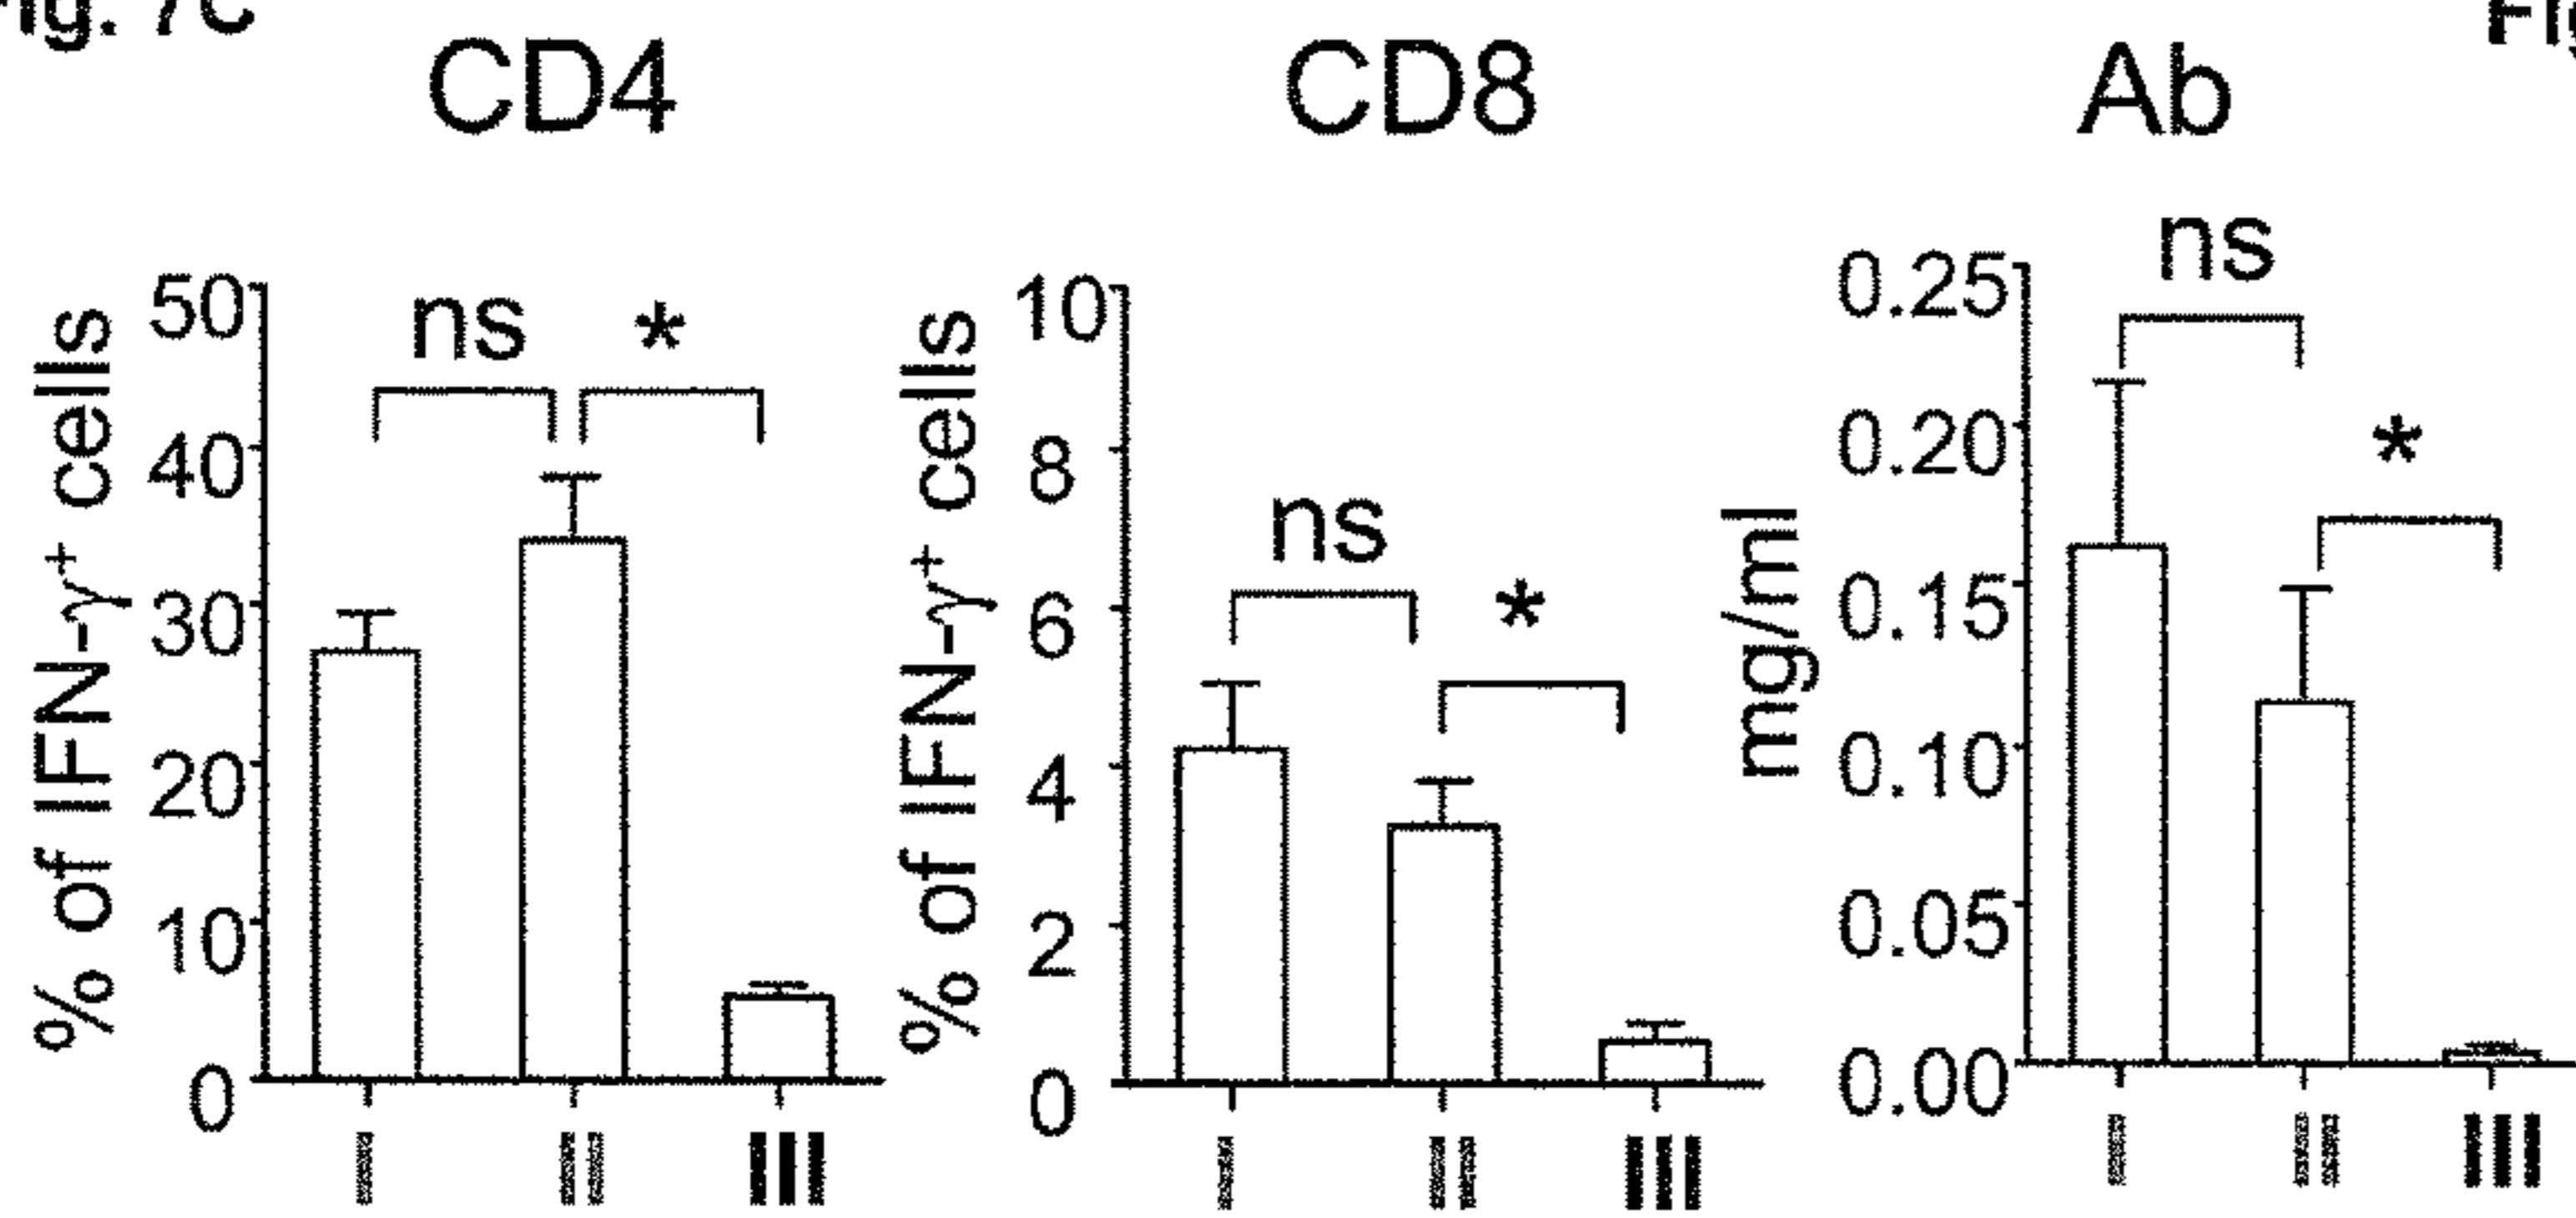 Fig. 7C
CD4
CD8
Ab
% of IFN-γ+ cells
50
40
30
20
10
0
ns
*
I
II
III
% of IFN-γ+ cells
10
8
6
4
2
0
ns
*
I
II
III
mg/ml
0.25
0.20
0.15
0.10
0.05
0.00
ns
*
I
II
III